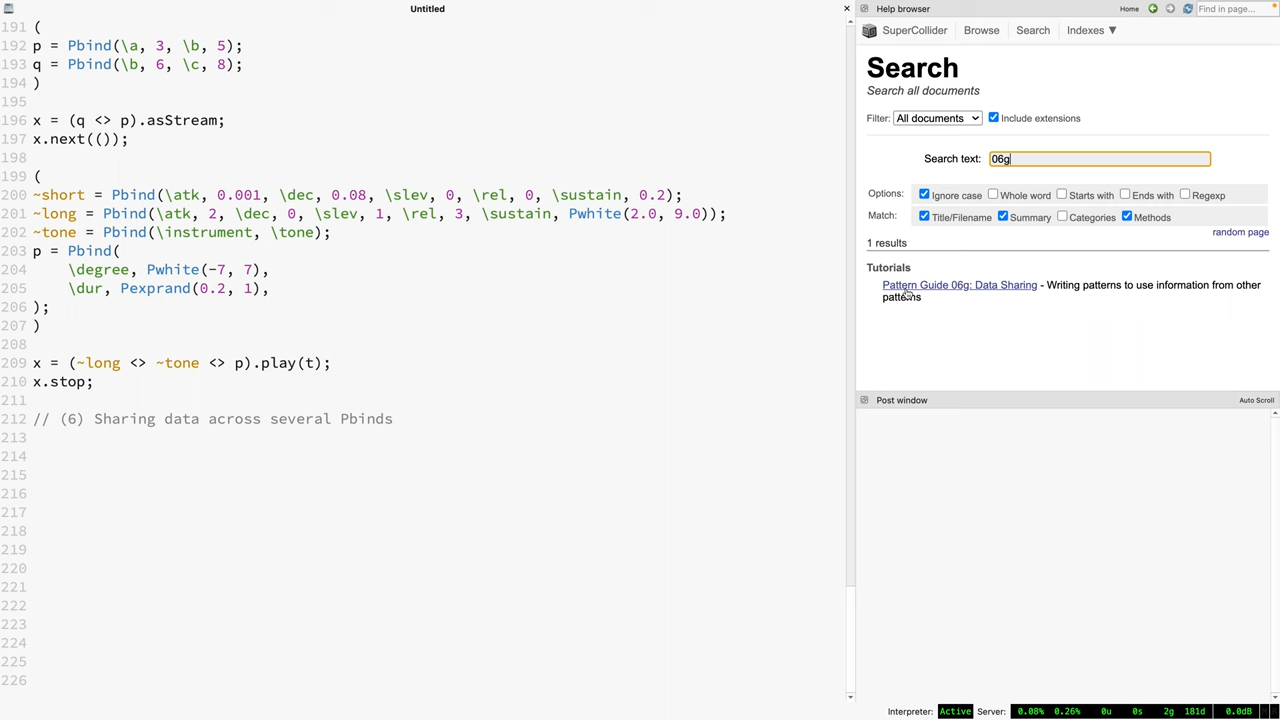 Untitled
191 (
192 p = Pbind(\a, 3, \b, 5);
193 q = Pbind(\b, 6, \c, 8);
194 )
195
196 x = (q <> p).asStream;
197 x.next(());
198
199 (
200 ~short = Pbind(\atk, 0.001, \dec, 0.08, \slev, 0, \rel, 0, \sustain, 0.2);
201 ~long = Pbind(\atk, 2, \dec, 0, \slev, 1, \rel, 3, \sustain, Pwhite(2.0, 9.0));
202 ~tone = Pbind(\instrument, \tone);
203 p = Pbind(
204     \degree, Pwhite(-7, 7),
205     \dur, Pexprand(0.2, 1),
206 );
207 )
208
209 x = (~long <> ~tone <> p).play(t);
210 x.stop;
211
212 // (6) Sharing data across several Pbinds
213
214
215
216
217
218
219
220
221
222
223
224
225
226
Help browser
Home
Find in page...
SuperCollider Browse Search Indexes ▼
Search
Search all documents
Filter: All documents Include extensions
Search text: 06g
Options: Ignore case Whole word Starts with Ends with Regexp
Match: Title/Filename Summary Categories Methods
random page
1 results
Tutorials
Pattern Guide 06g: Data Sharing - Writing patterns to use information from other
patterns
Post window
Auto Scroll
Interpreter: Active Server: 0.08% 0.26% 0u 0s 2g 181d 0.0dB